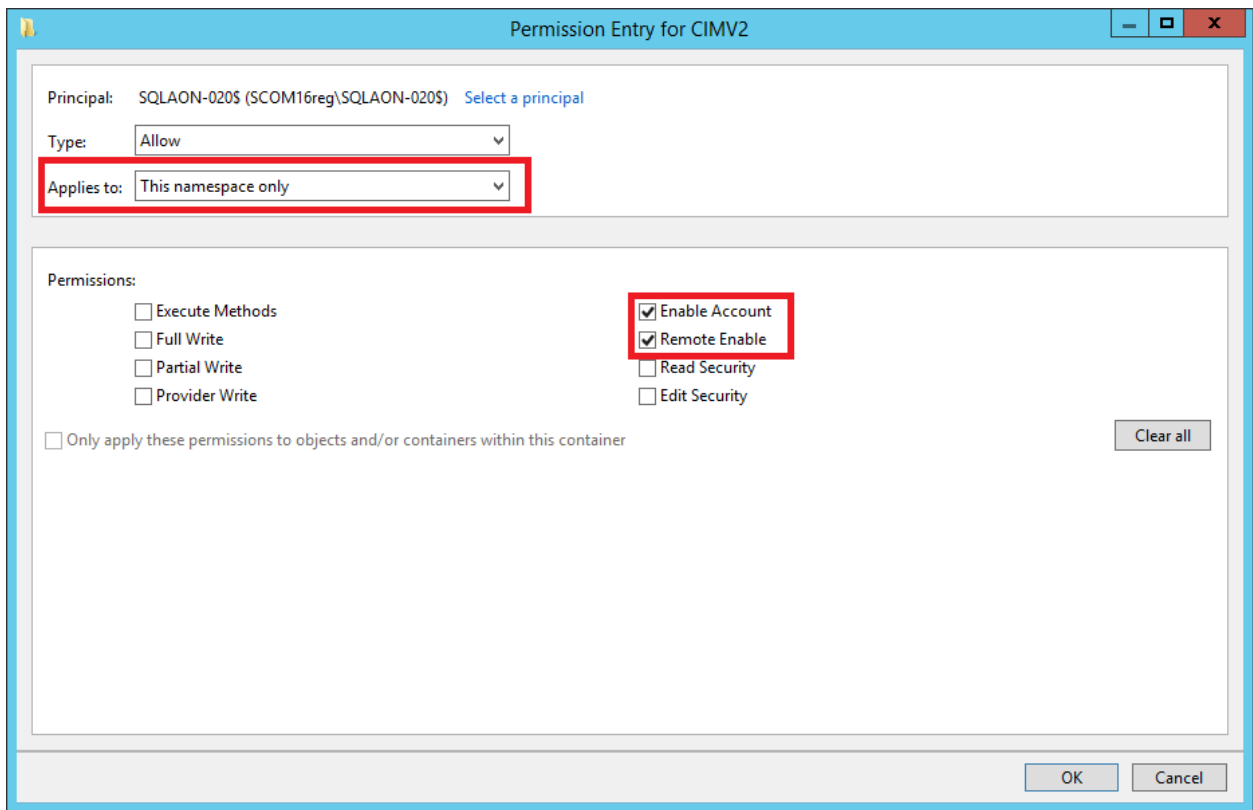 Permission Entry for CIMV2
Principal: SQLAON-020$ (SCOM16reg\SQLAON-020$) Select a principal
Type: Allow
Applies to: This namespace only
Permissions:
Execute Methods Enable Account
Full Write Remote Enable
Partial Write Read Security
Provider Write Edit Security
Only apply these permissions to objects and/or containers within this container Clear all
OK Cancel